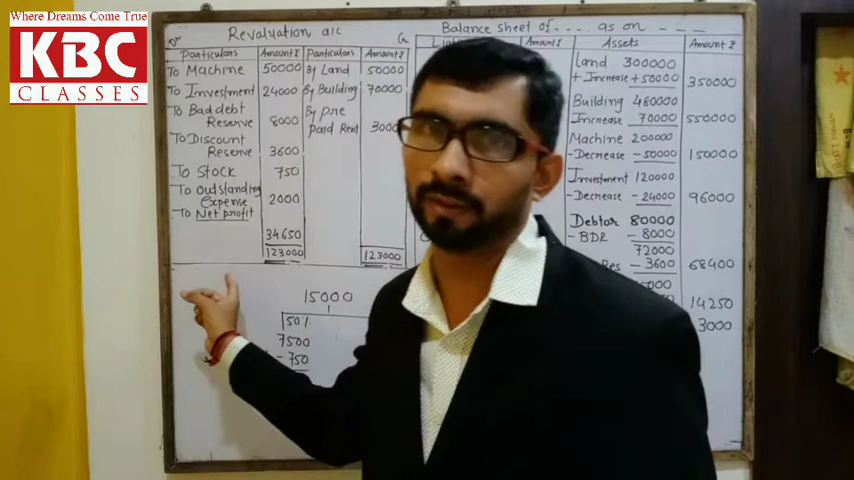 Where Dreams Come True
KBC
CLASSES
Revaluation a/c
Dr
Cr
Particulars Amount ₹ Particulars Amount ₹
To Machine 50000 By Land 50000
To Investment 24000 By Building 70000
To Bad debt
Reserve 8000 By Pre
Paid Rent 3000
To Discount
Reserve 3600
To Stock 750
To Outstanding
Expense 2000
To Net profit
34650
123000 123000
15000
50%
7500
- 750
Balance sheet of - - - - as on - - - -
Amount ₹ Assets Amount ₹
Land 300000
+ Increase +50000 350000
Building 480000
Increase 70000 550000
Machine 200000
- Decrease - 50000 150000
Investment 120000
- Decrease - 24000 96000
Debtor 80000
- BDR - 8000
72000
Res - 3600 68400
14250
3000